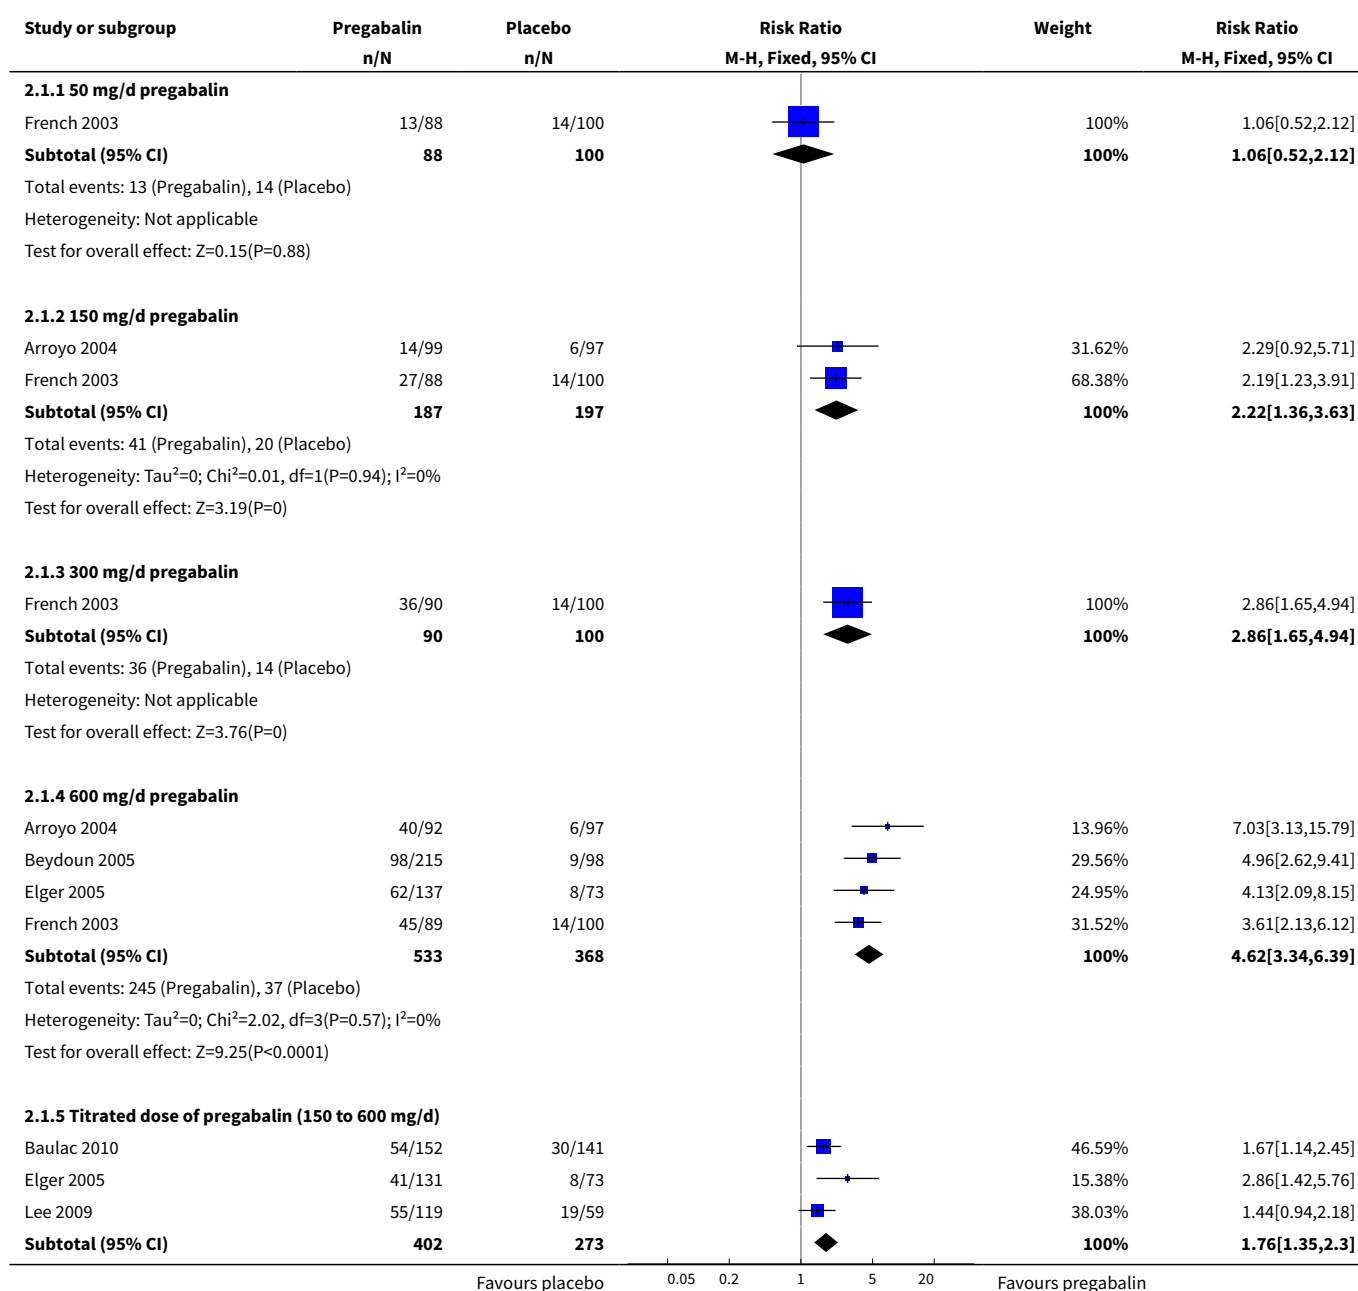 Study or subgroup Pregabalin Placebo Risk Ratio Weight Risk Ratio
n/N n/N M-H, Fixed, 95% CI M-H, Fixed, 95% CI
2.1.1 50 mg/d pregabalin
French 2003 13/88 14/100 100% 1.06[0.52,2.12]
Subtotal (95% CI) 88 100 100% 1.06[0.52,2.12]
Total events: 13 (Pregabalin), 14 (Placebo)
Heterogeneity: Not applicable
Test for overall effect: Z=0.15(P=0.88)
2.1.2 150 mg/d pregabalin
Arroyo 2004 14/99 6/97 31.62% 2.29[0.92,5.71]
French 2003 27/88 14/100 68.38% 2.19[1.23,3.91]
Subtotal (95% CI) 187 197 100% 2.22[1.36,3.63]
Total events: 41 (Pregabalin), 20 (Placebo)
Heterogeneity: Tau²=0; Chi²=0.01, df=1(P=0.94); I²=0%
Test for overall effect: Z=3.19(P=0)
2.1.3 300 mg/d pregabalin
French 2003 36/90 14/100 100% 2.86[1.65,4.94]
Subtotal (95% CI) 90 100 100% 2.86[1.65,4.94]
Total events: 36 (Pregabalin), 14 (Placebo)
Heterogeneity: Not applicable
Test for overall effect: Z=3.76(P=0)
2.1.4 600 mg/d pregabalin
Arroyo 2004 40/92 6/97 13.96% 7.03[3.13,15.79]
Beydoun 2005 98/215 9/98 29.56% 4.96[2.62,9.41]
Elger 2005 62/137 8/73 24.95% 4.13[2.09,8.15]
French 2003 45/89 14/100 31.52% 3.61[2.13,6.12]
Subtotal (95% CI) 533 368 100% 4.62[3.34,6.39]
Total events: 245 (Pregabalin), 37 (Placebo)
Heterogeneity: Tau²=0; Chi²=2.02, df=3(P=0.57); I²=0%
Test for overall effect: Z=9.25(P<0.0001)
2.1.5 Titrated dose of pregabalin (150 to 600 mg/d)
Baulac 2010 54/152 30/141 46.59% 1.67[1.14,2.45]
Elger 2005 41/131 8/73 15.38% 2.86[1.42,5.76]
Lee 2009 55/119 19/59 38.03% 1.44[0.94,2.18]
Subtotal (95% CI) 402 273 100% 1.76[1.35,2.3]
Favours placebo 0.05 0.2 1 5 20 Favours pregabalin